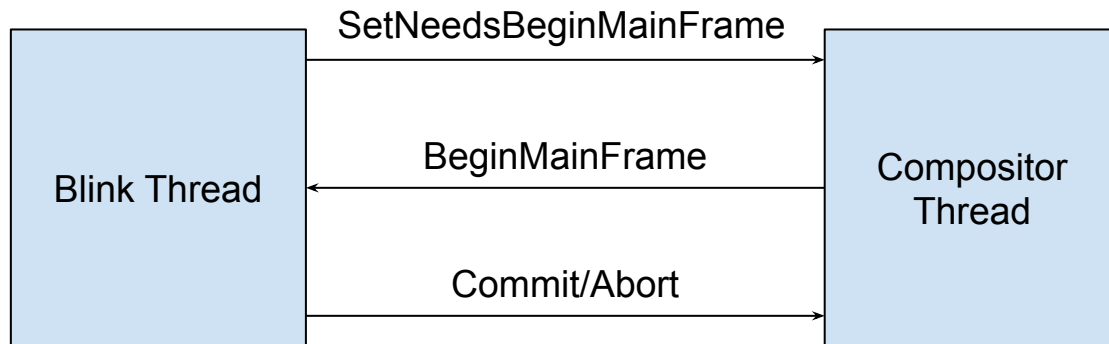 SetNeedsBeginMainFrame
BeginMainFrame
Blink Thread
Compositor
Thread
Commit/Abort